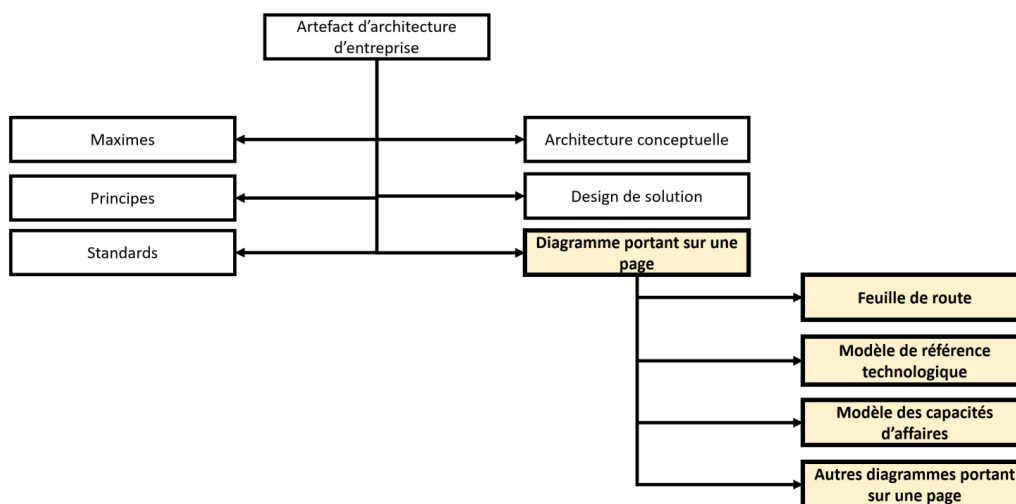 Artefact d'architecture
d'entreprise
Maximes
Architecture conceptuelle
Principes
Design de solution
Standards
Diagramme portant sur une
page
Feuille de route
Modèle de référence
technologique
Modèle des capacités
d'affaires
Autres diagrammes portant
sur une page